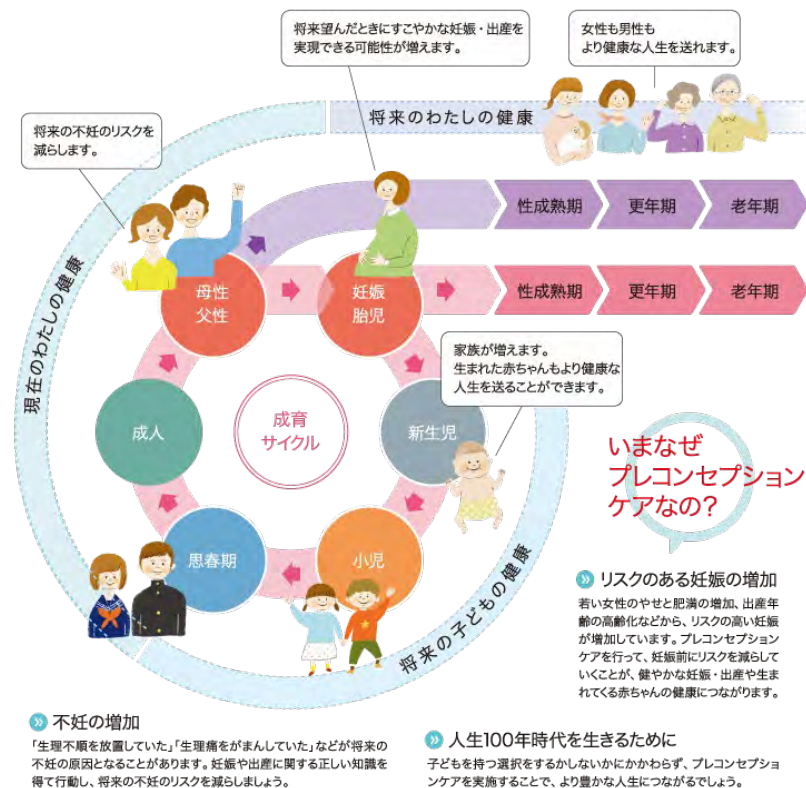 将来望んだときにすこやかな妊娠・出産を
実現できる可能性が増えます。
女性も男性も
より健康な人生を送れます。
将来のわたしの健康
将来の不妊のリスクを
減らします。
性成熟期
更年期
老年期
母性
父性
妊娠
胎児
性成熟期
更年期
老年期
現在のわたしの健康
家族が増えます。
生まれた赤ちゃんもより健康な
人生を送ることができます。
成人
成育
サイクル
新生児
思春期
小児
将来の子どもの健康
いまなぜ
プレコンセプション
ケアなの?
リスクのある妊娠の増加
若い女性のやせと肥満の増加、出産年
齢の高齢化などから、リスクの高い妊娠
が増加しています。プレコンセプション
ケアを行って、妊娠前にリスクを減らして
いくことが、健やかな妊娠・出産や生ま
れてくる赤ちゃんの健康につながります。
不妊の増加
「生理不順を放置していた」「生理痛をがまんしていた」などが将来の
不妊の原因となることがあります。妊娠や出産に関する正しい知識を
得て行動し、将来の不妊のリスクを減らしましょう。
人生100年時代を生きるために
子どもを持つ選択をするかしないかにかかわらず、プレコンセプショ
ンケアを実施することで、より豊かな人生につながるでしょう。